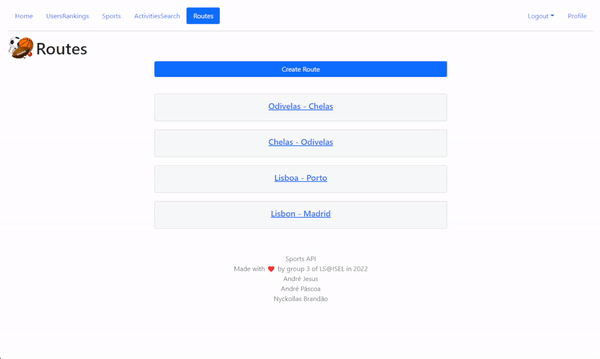 Home UsersRankings Sports ActivitiesSearch Routes Logout Profile
Routes
Create Route
Odivelas - Chelas
Chelas - Odivelas
Lisboa - Porto
Lisbon - Madrid
Sports API
Made with ❤ by group 3 of LS@ISEL in 2022
André Jesus
André Páscoa
Nyckollas Brandão